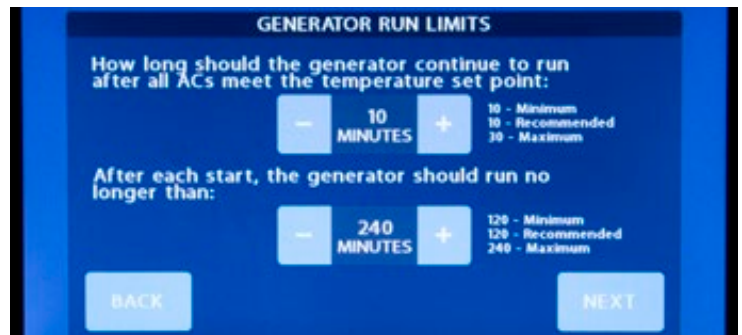 GENERATOR RUN LIMITS
How long should the generator continue to run
after all ACs meet the temperature set point:
− 10 MINUTES +
10 - Minimum
10 - Recommended
30 - Maximum
After each start, the generator should run no
longer than:
− 240 MINUTES +
120 - Minimum
120 - Recommended
240 - Maximum
BACK
NEXT